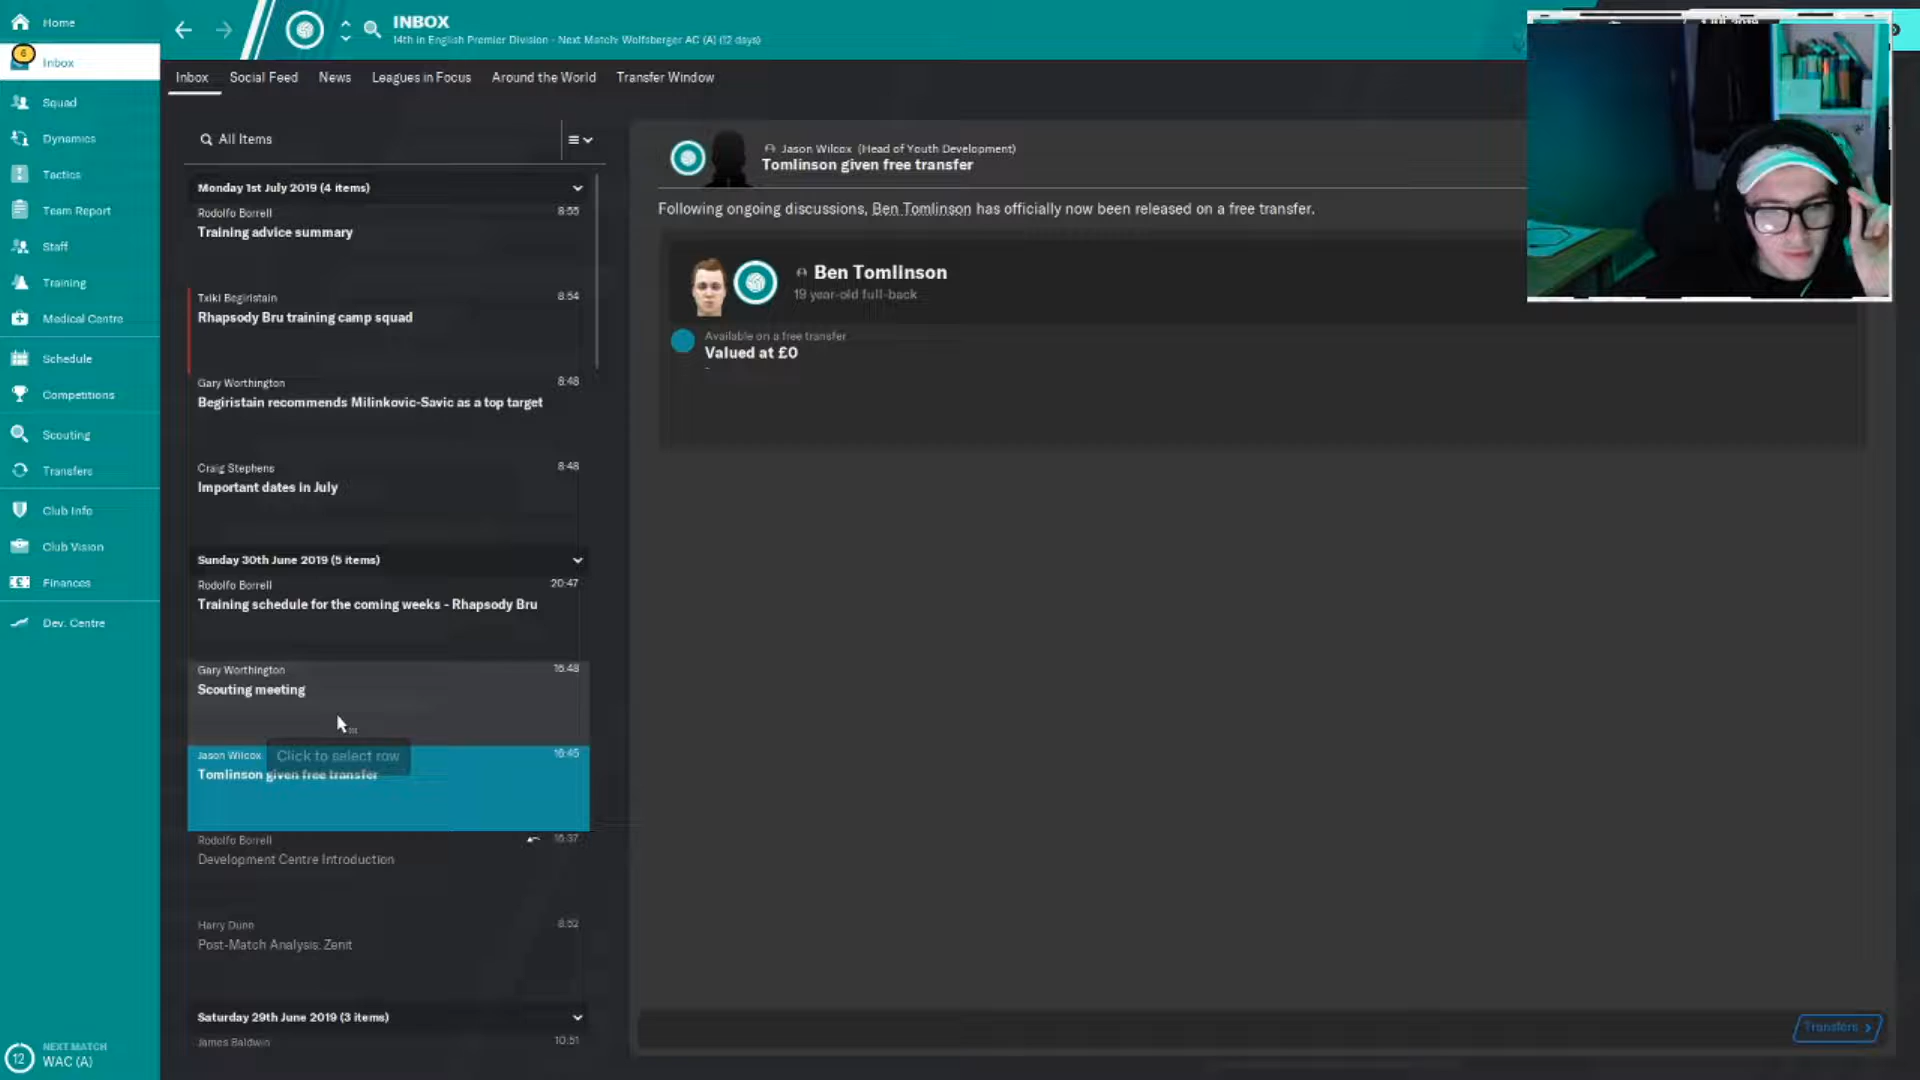 Home
6
Inbox
Squad
Dynamics
Tactics
Team Report
Staff
Training
Medical Centre
Schedule
Competitions
Scouting
Transfers
Club Info
Club Vision
Finances
Dev. Centre
12
NEXT MATCH
WAC (A)
INBOX
14th in English Premier Division - Next Match: Wolfsberger AC (A) (12 days)
Inbox
Social Feed
News
Leagues in Focus
Around the World
Transfer Window
All Items
Monday 1st July 2019 (4 items)
Rodolfo Borrell 8:55
Training advice summary
Txiki Begiristain 8:54
Rhapsody Bru training camp squad
Gary Worthington 8:48
Begiristain recommends Milinkovic-Savic as a top target
Craig Stephens 8:48
Important dates in July
Sunday 30th June 2019 (5 items)
Rodolfo Borrell 20:47
Training schedule for the coming weeks - Rhapsody Bru
Gary Worthington 16:48
Scouting meeting
Jason Wilcox 16:45
Click to select row
Tomlinson given free transfer
Rodolfo Borrell 16:37
Development Centre Introduction
Harry Dunn 8:52
Post-Match Analysis: Zenit
Saturday 29th June 2019 (3 items)
James Baldwin 10:51
Jason Wilcox (Head of Youth Development)
Tomlinson given free transfer
Following ongoing discussions, Ben Tomlinson has officially now been released on a free transfer.
Ben Tomlinson
19 year-old full-back
Available on a free transfer
Valued at £0
-
Transfers